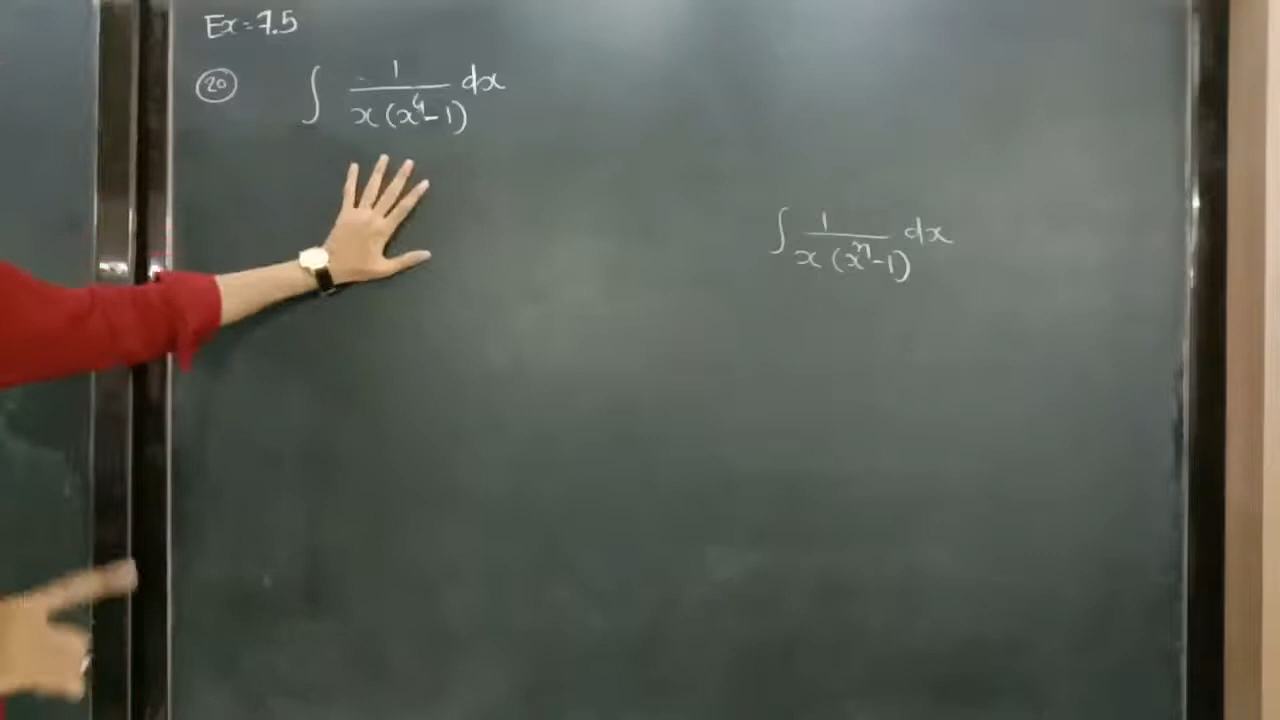 Ex = 7.5
20 ∫ 1/x(x⁴-1) dx
∫ 1/x(xⁿ-1) dx